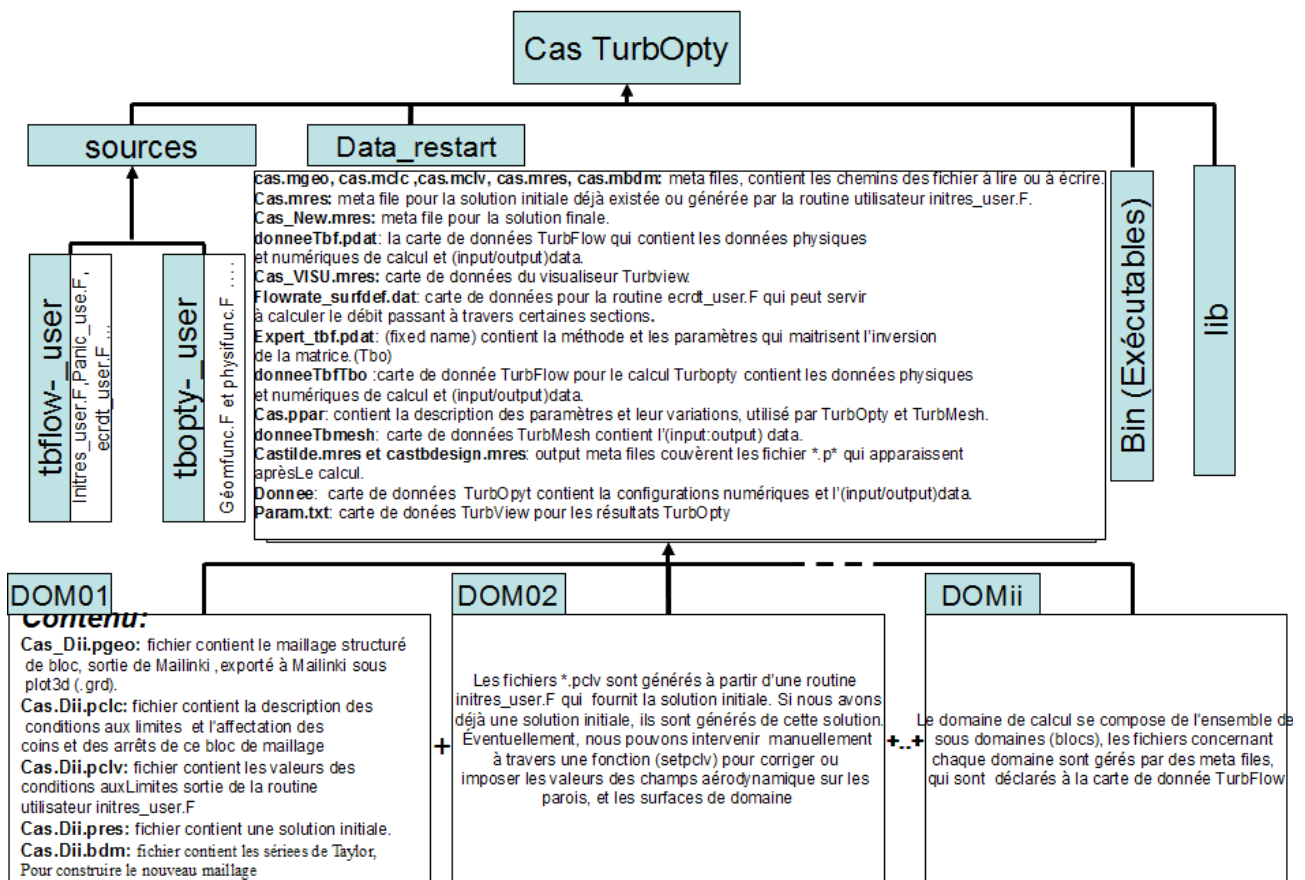 Cas TurbOpty
sources
Data_restart
cas.mgeo, cas.mclc ,cas.mclv, cas.mres, cas.mbdm: meta files, contient les chemins des fichier à lire ou à écrire.
Cas.mres: meta file pour la solution initiale déjà existée ou générée par la routine utilisateur initres_user.F.
Cas_New.mres: meta file pour la solution finale.
donneeTbf.pdat: la carte de données TurbFlow qui contient les données physiques
et numériques de calcul et (input/output)data.
Cas_VISU.mres: carte de données du visualiseur Turbview.
Flowrate_surfdef.dat: carte de données pour la routine ecrdt_user.F qui peut servir
à calculer le débit passant à travers certaines sections.
Expert_tbf.pdat: (fixed name) contient la méthode et les paramètres qui maitrisent l'inversion
de la matrice.(Tbo)
donneeTbfTbo :carte de donnée TurbFlow pour le calcul Turbopty contient les données physiques
et numériques de calcul et (input/output)data.
Cas.ppar: contient la description des paramètres et leur variations, utilisé par TurbOpty et TurbMesh.
donneeTbmesh: carte de données TurbMesh contient l'(input:output) data.
Castilde.mres et castbdesign.mres: output meta files couvèrent les fichier *.p* qui apparaissent
aprèsLe calcul.
Donnee: carte de données TurbOpyt contient la configurations numériques et l'(input/output)data.
Param.txt: carte de donées TurbView pour les résultats TurbOpty
tbflow-_user
Initres_user.F ,Panic_use.F,
ecrdt_user.F ...
tbopty-_user
Géomfunc.F et physifunc.F ....
Bin (Exécutables)
lib
DOM01
Contenu:
Cas_Dii.pgeo: fichier contient le maillage structuré
de bloc, sortie de Mailinki ,exporté à Mailinki sous
plot3d (.grd).
Cas.Dii.pclc: fichier contient la description des
conditions aux limites et l'affectation des
coins et des arrêts de ce bloc de maillage
Cas.Dii.pclv: fichier contient les valeurs des
conditions auxLimites sortie de la routine
utilisateur initres_user.F
Cas.Dii.pres: fichier contient une solution initiale.
Cas.Dii.bdm: fichier contient les sériees de Taylor,
Pour construire le nouveau maillage
+
DOM02
Les fichiers *.pclv sont générés à partir d'une routine
initres_user.F qui fournit la solution initiale. Si nous avons
déjà une solution initiale, ils sont générés de cette solution.
Éventuellement, nous pouvons intervenir manuellement
à travers une fonction (setpclv) pour corriger ou
imposer les valeurs des champs aérodynamique sur les
parois, et les surfaces de domaine
+..+
DOMii
Le domaine de calcul se compose de l'ensemble de
sous domaines (blocs), les fichiers concernant
chaque domaine sont gérés par des meta files,
qui sont déclarés à la carte de donnée TurbFlow